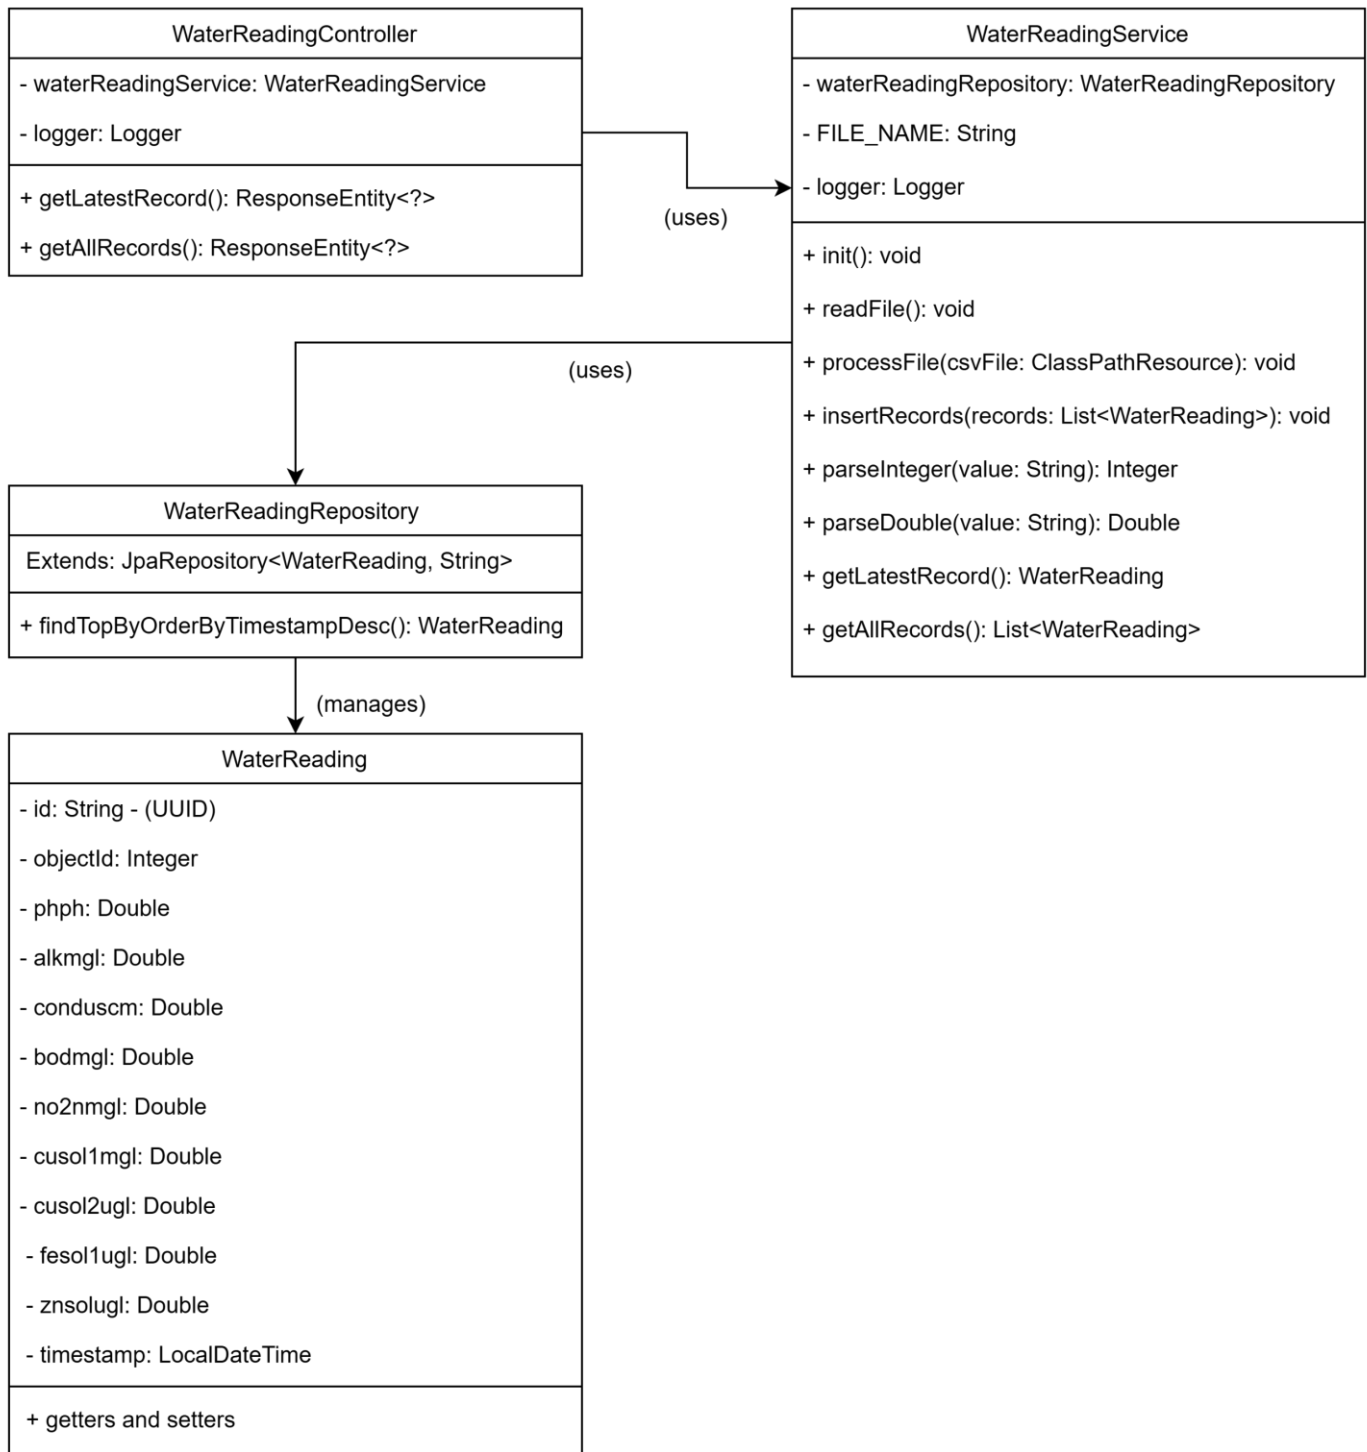 WaterReadingController
- waterReadingService: WaterReadingService
- logger: Logger
+ getLatestRecord(): ResponseEntity<?>
+ getAllRecords(): ResponseEntity<?>
(uses)
WaterReadingService
- waterReadingRepository: WaterReadingRepository
- FILE_NAME: String
- logger: Logger
+ init(): void
+ readFile(): void
+ processFile(csvFile: ClassPathResource): void
+ insertRecords(records: List<WaterReading>): void
+ parseInteger(value: String): Integer
+ parseDouble(value: String): Double
+ getLatestRecord(): WaterReading
+ getAllRecords(): List<WaterReading>
(uses)
WaterReadingRepository
Extends: JpaRepository<WaterReading, String>
+ findTopByOrderByTimestampDesc(): WaterReading
(manages)
WaterReading
- id: String - (UUID)
- objectId: Integer
- phph: Double
- alkmgl: Double
- conduscm: Double
- bodmgl: Double
- no2nmgl: Double
- cusol1mgl: Double
- cusol2ugl: Double
- fesol1ugl: Double
- znsolugl: Double
- timestamp: LocalDateTime
+ getters and setters